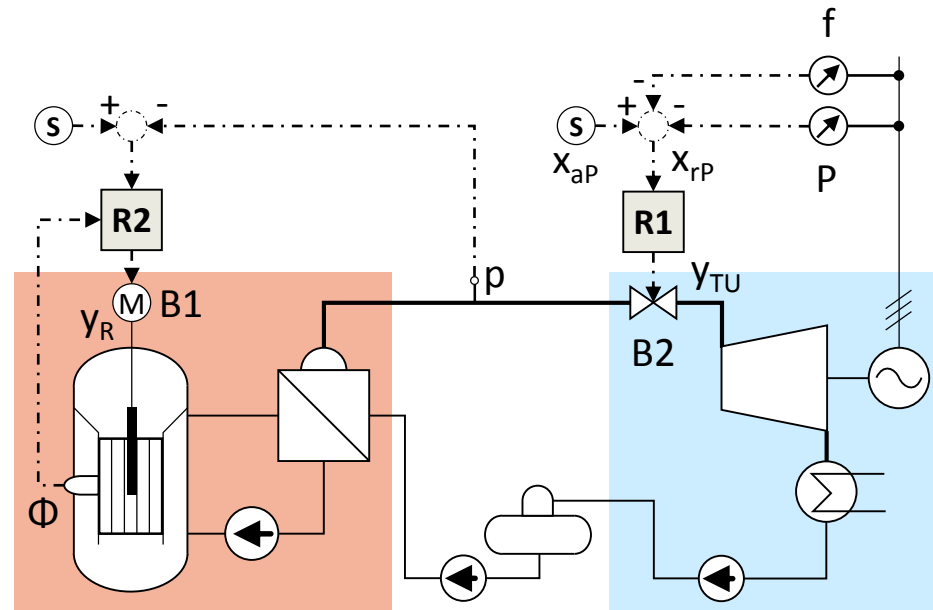 f
+
-
S
-
+
-
S
x_aP
x_rP
P
R2
R1
p
y_TU
M
B1
y_R
B2
Φ